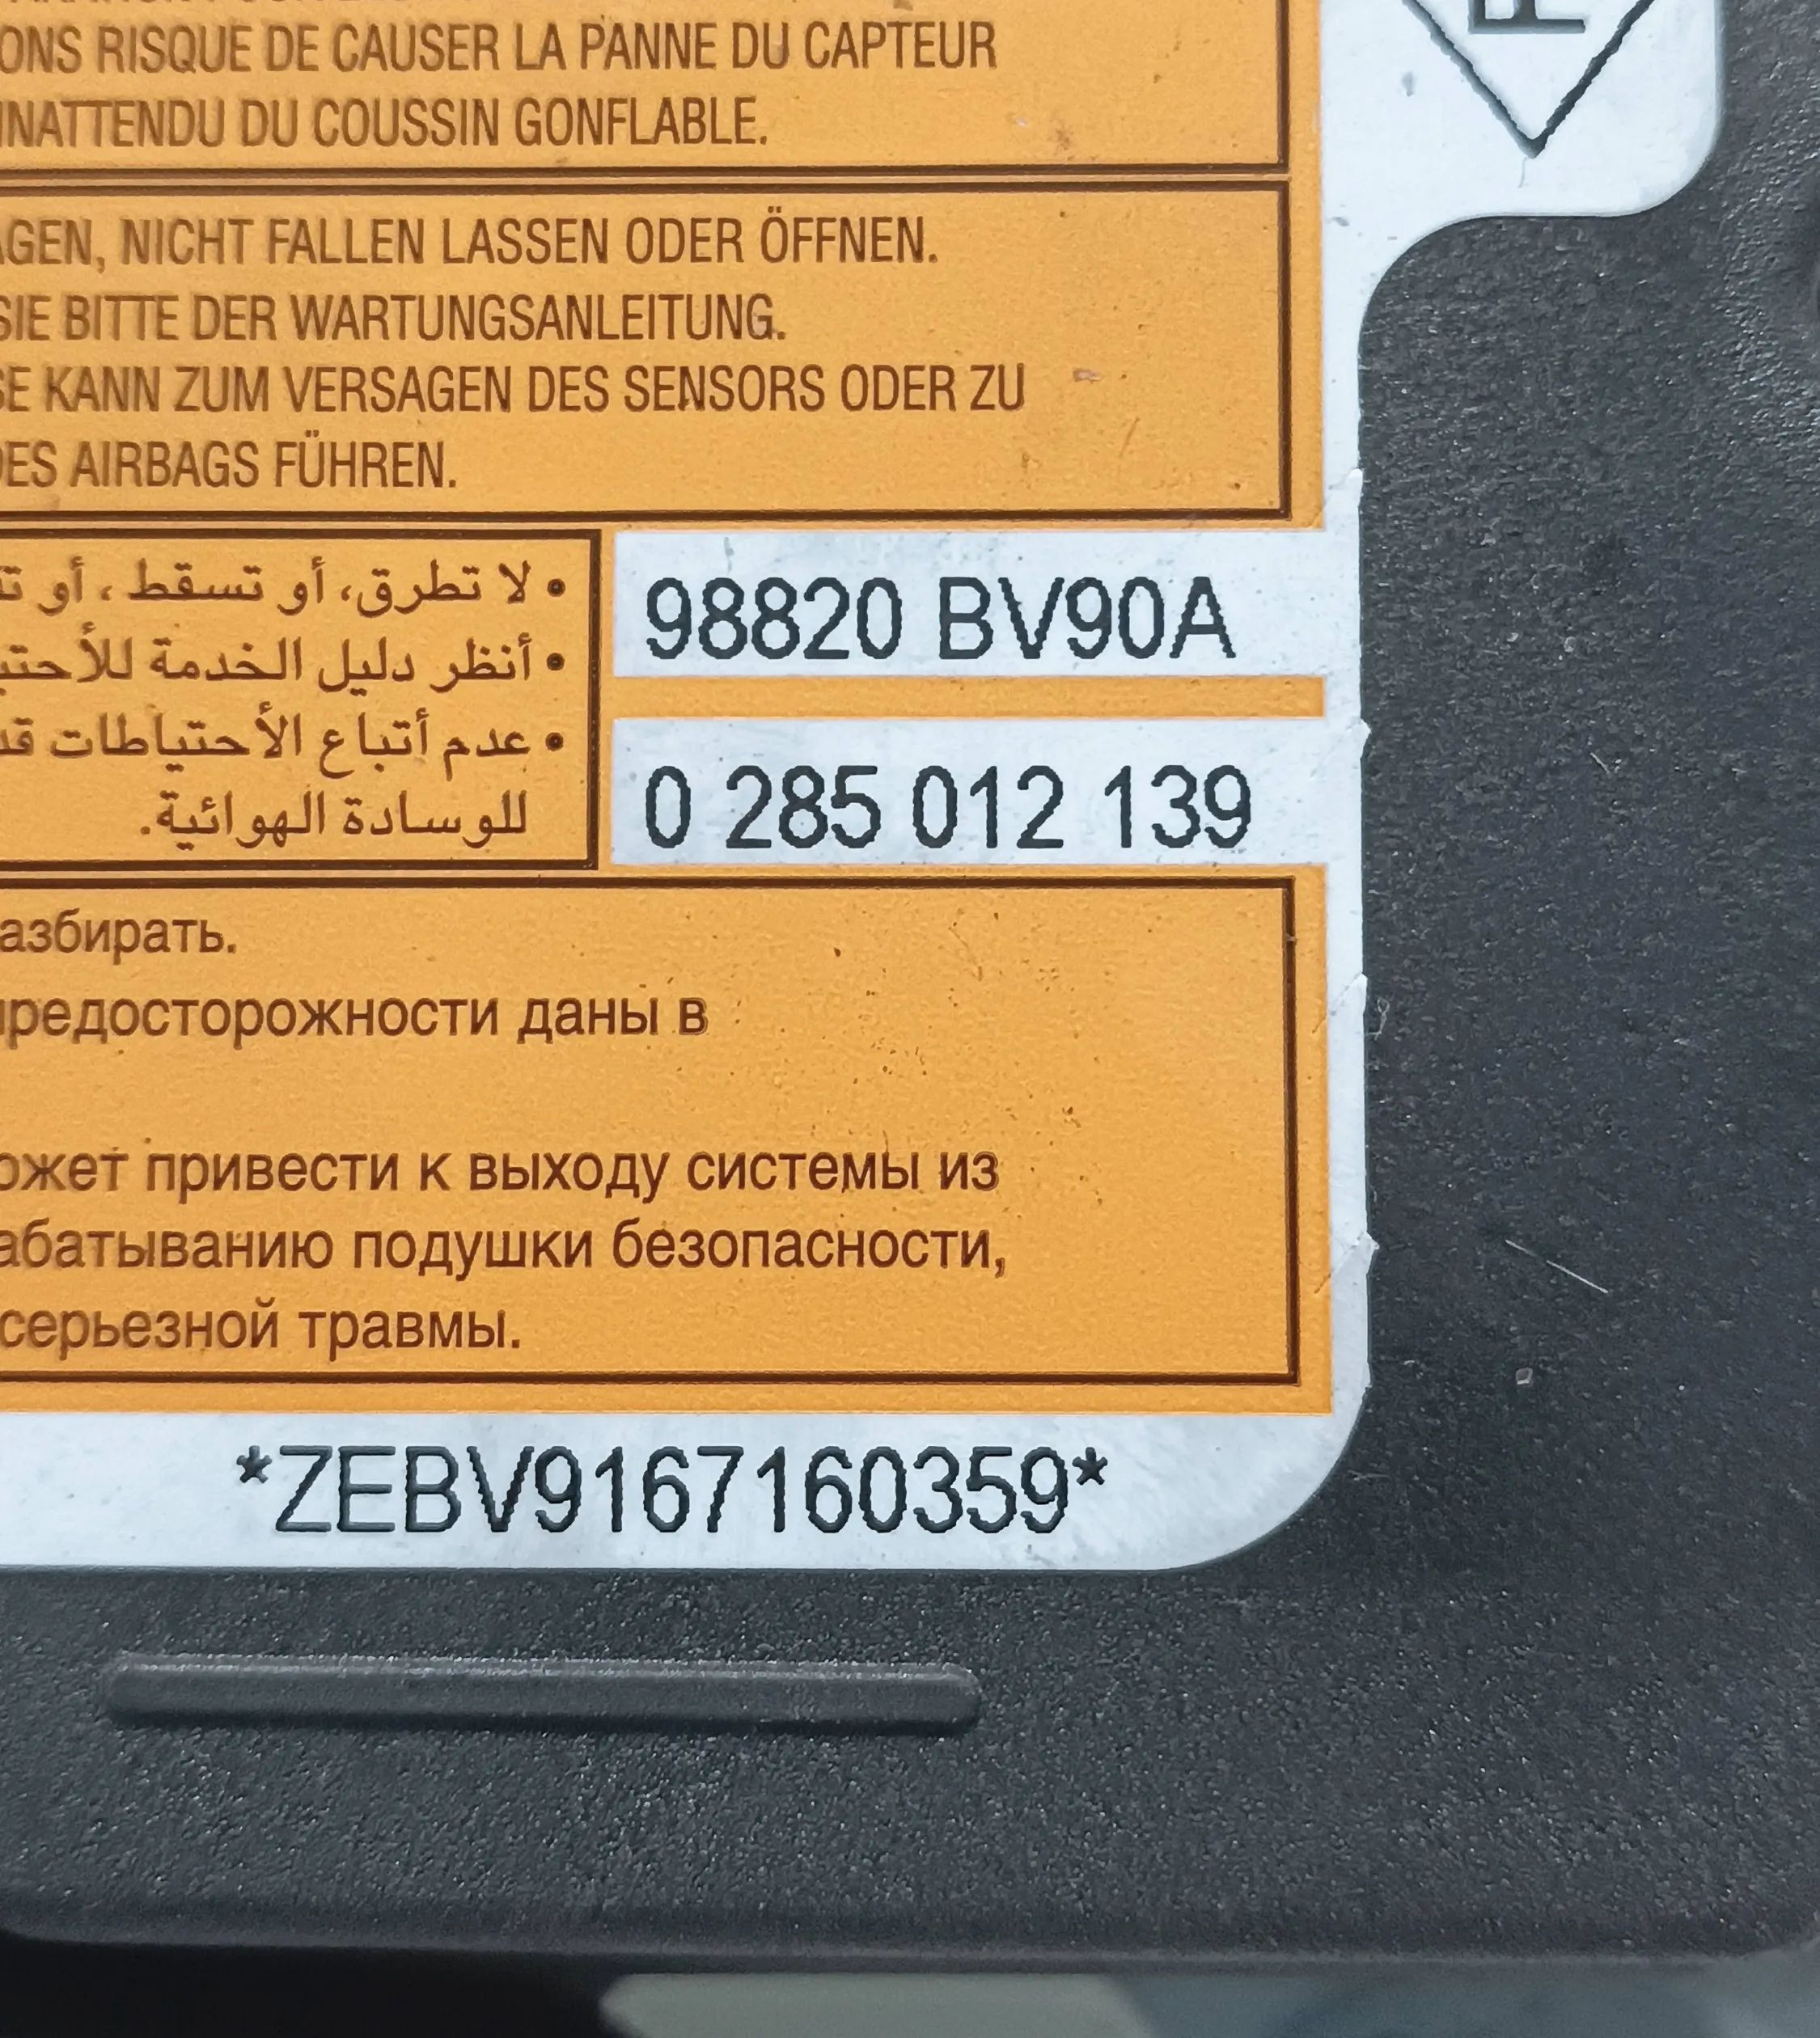 ONS RISQUE DE CAUSER LA PANNE DU CAPTEUR
INATTENDU DU COUSSIN GONFLABLE.
AGEN, NICHT FALLEN LASSEN ODER ÖFFNEN.
SIE BITTE DER WARTUNGSANLEITUNG.
SE KANN ZUM VERSAGEN DES SENSORS ODER ZU
DES AIRBAGS FÜHREN.
• لا تطرق، أو تسقط، أو
• أنظر دليل الخدمة
• عدم أتباع الأحتياطات
للوسادة الهوائية.
98820 BV90A
0 285 012 139
азбирать.
предосторожности даны в
ожет привести к выходу системы из
абатыванию подушки безопасности,
серьезной травмы.
*ZEBV9167160359*